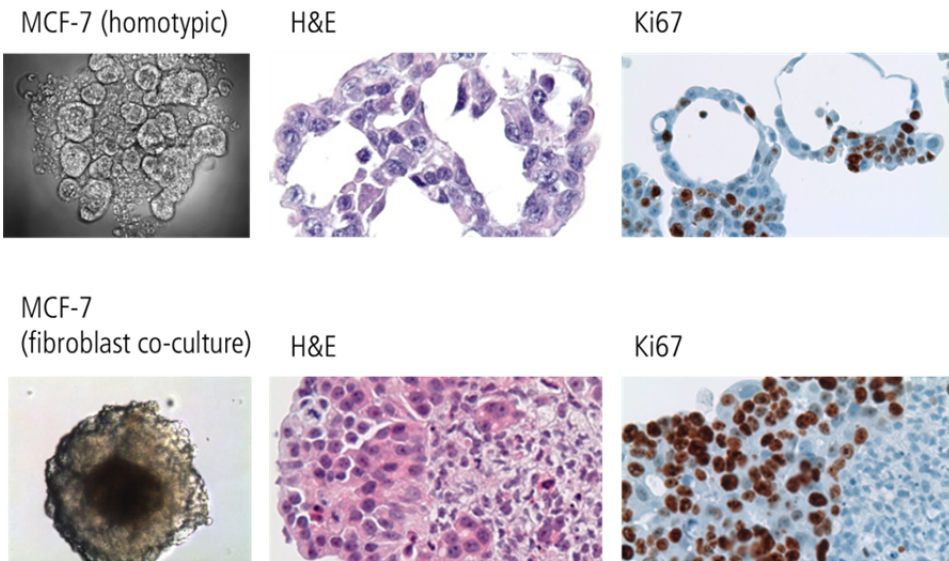 MCF-7 (homotypic)
H&E
Ki67
MCF-7
(fibroblast co-culture)
H&E
Ki67